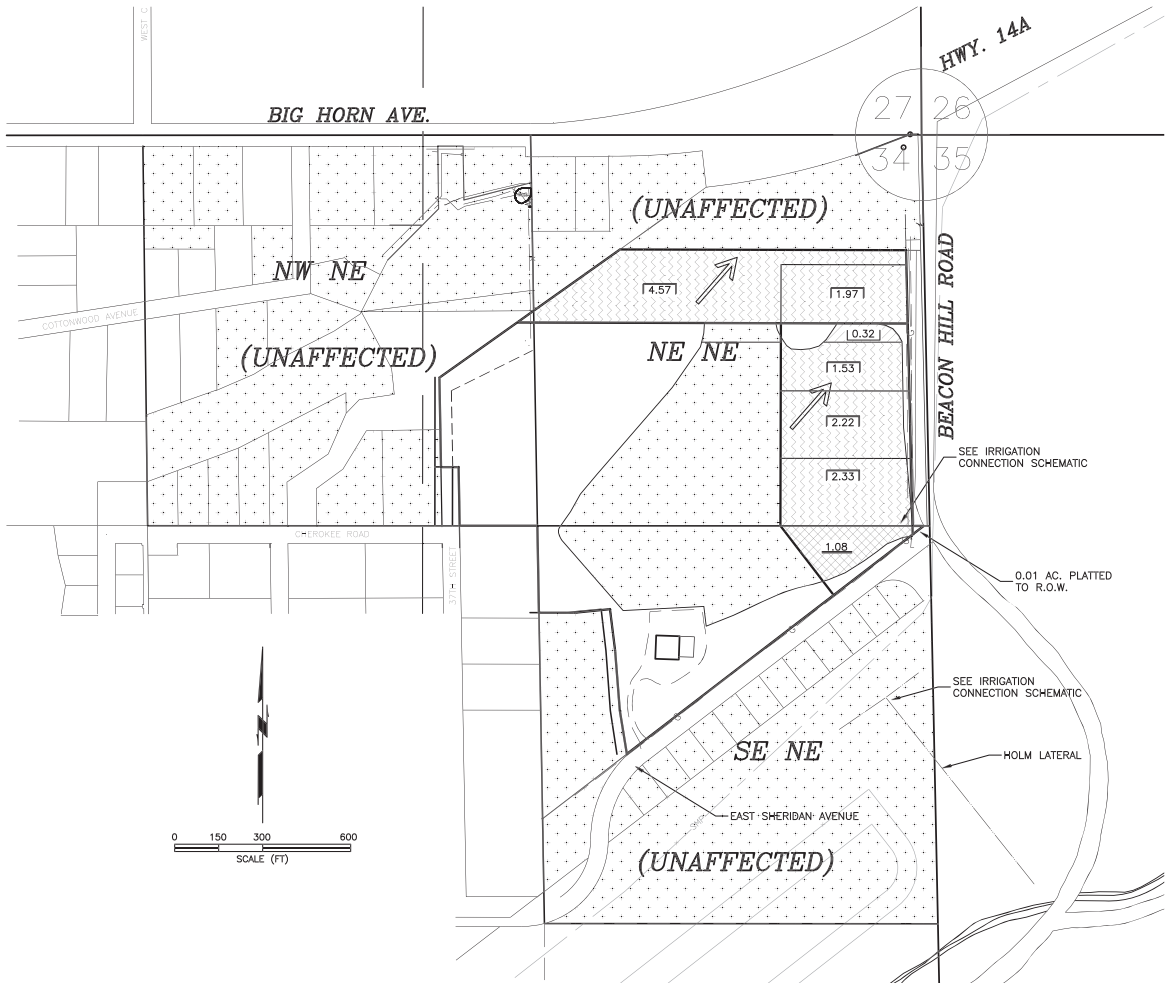 WEST C
HWY. 14A
BIG HORN AVE.
27 26
34 35
(UNAFFECTED)
NW NE
BEACON HILL ROAD
4.57
1.97
COTTONWOOD AVENUE
0.32
(UNAFFECTED)
NE NE
1.53
2.22
SEE IRRIGATION
CONNECTION SCHEMATIC
2.33
CHEROKEE ROAD
1.08
37TH STREET
0.01 AC. PLATTED
TO R.O.W.
SEE IRRIGATION
CONNECTION SCHEMATIC
SE NE
HOLM LATERAL
EAST SHERIDAN AVENUE
0 150 300 600
SCALE (FT)
(UNAFFECTED)